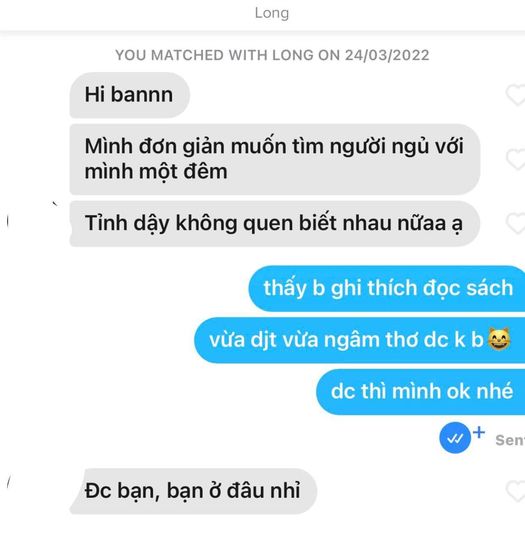 Long
YOU MATCHED WITH LONG ON 24/03/2022
Hi bannn
Mình đơn giản muốn tìm người ngủ với
mình một đêm
Tỉnh dậy không quen biết nhau nữaa ạ
thấy b ghi thích đọc sách
vừa djt vừa ngâm thơ dc k b😸
dc thì mình ok nhé
Sen
Đc bạn, bạn ở đâu nhỉ